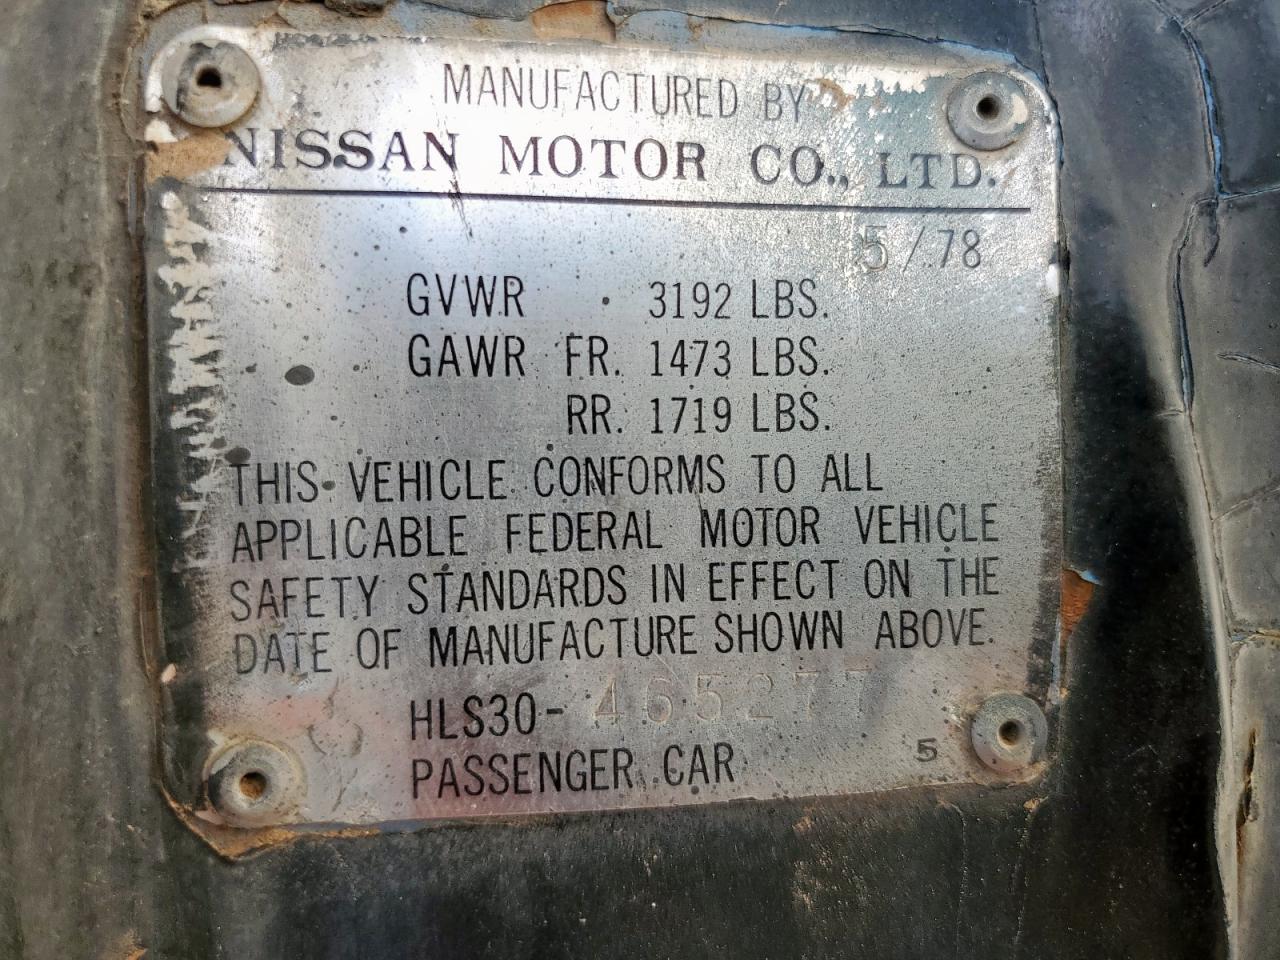 MANUFACTURED BY
NISSAN MOTOR CO., LTD.
5/78
GVWR 3192 LBS.
GAWR FR. 1473 LBS.
RR. 1719 LBS.
THIS VEHICLE CONFORMS TO ALL
APPLICABLE FEDERAL MOTOR VEHICLE
SAFETY STANDARDS IN EFFECT ON THE
DATE OF MANUFACTURE SHOWN ABOVE.
HLS30-465277
PASSENGER CAR
5